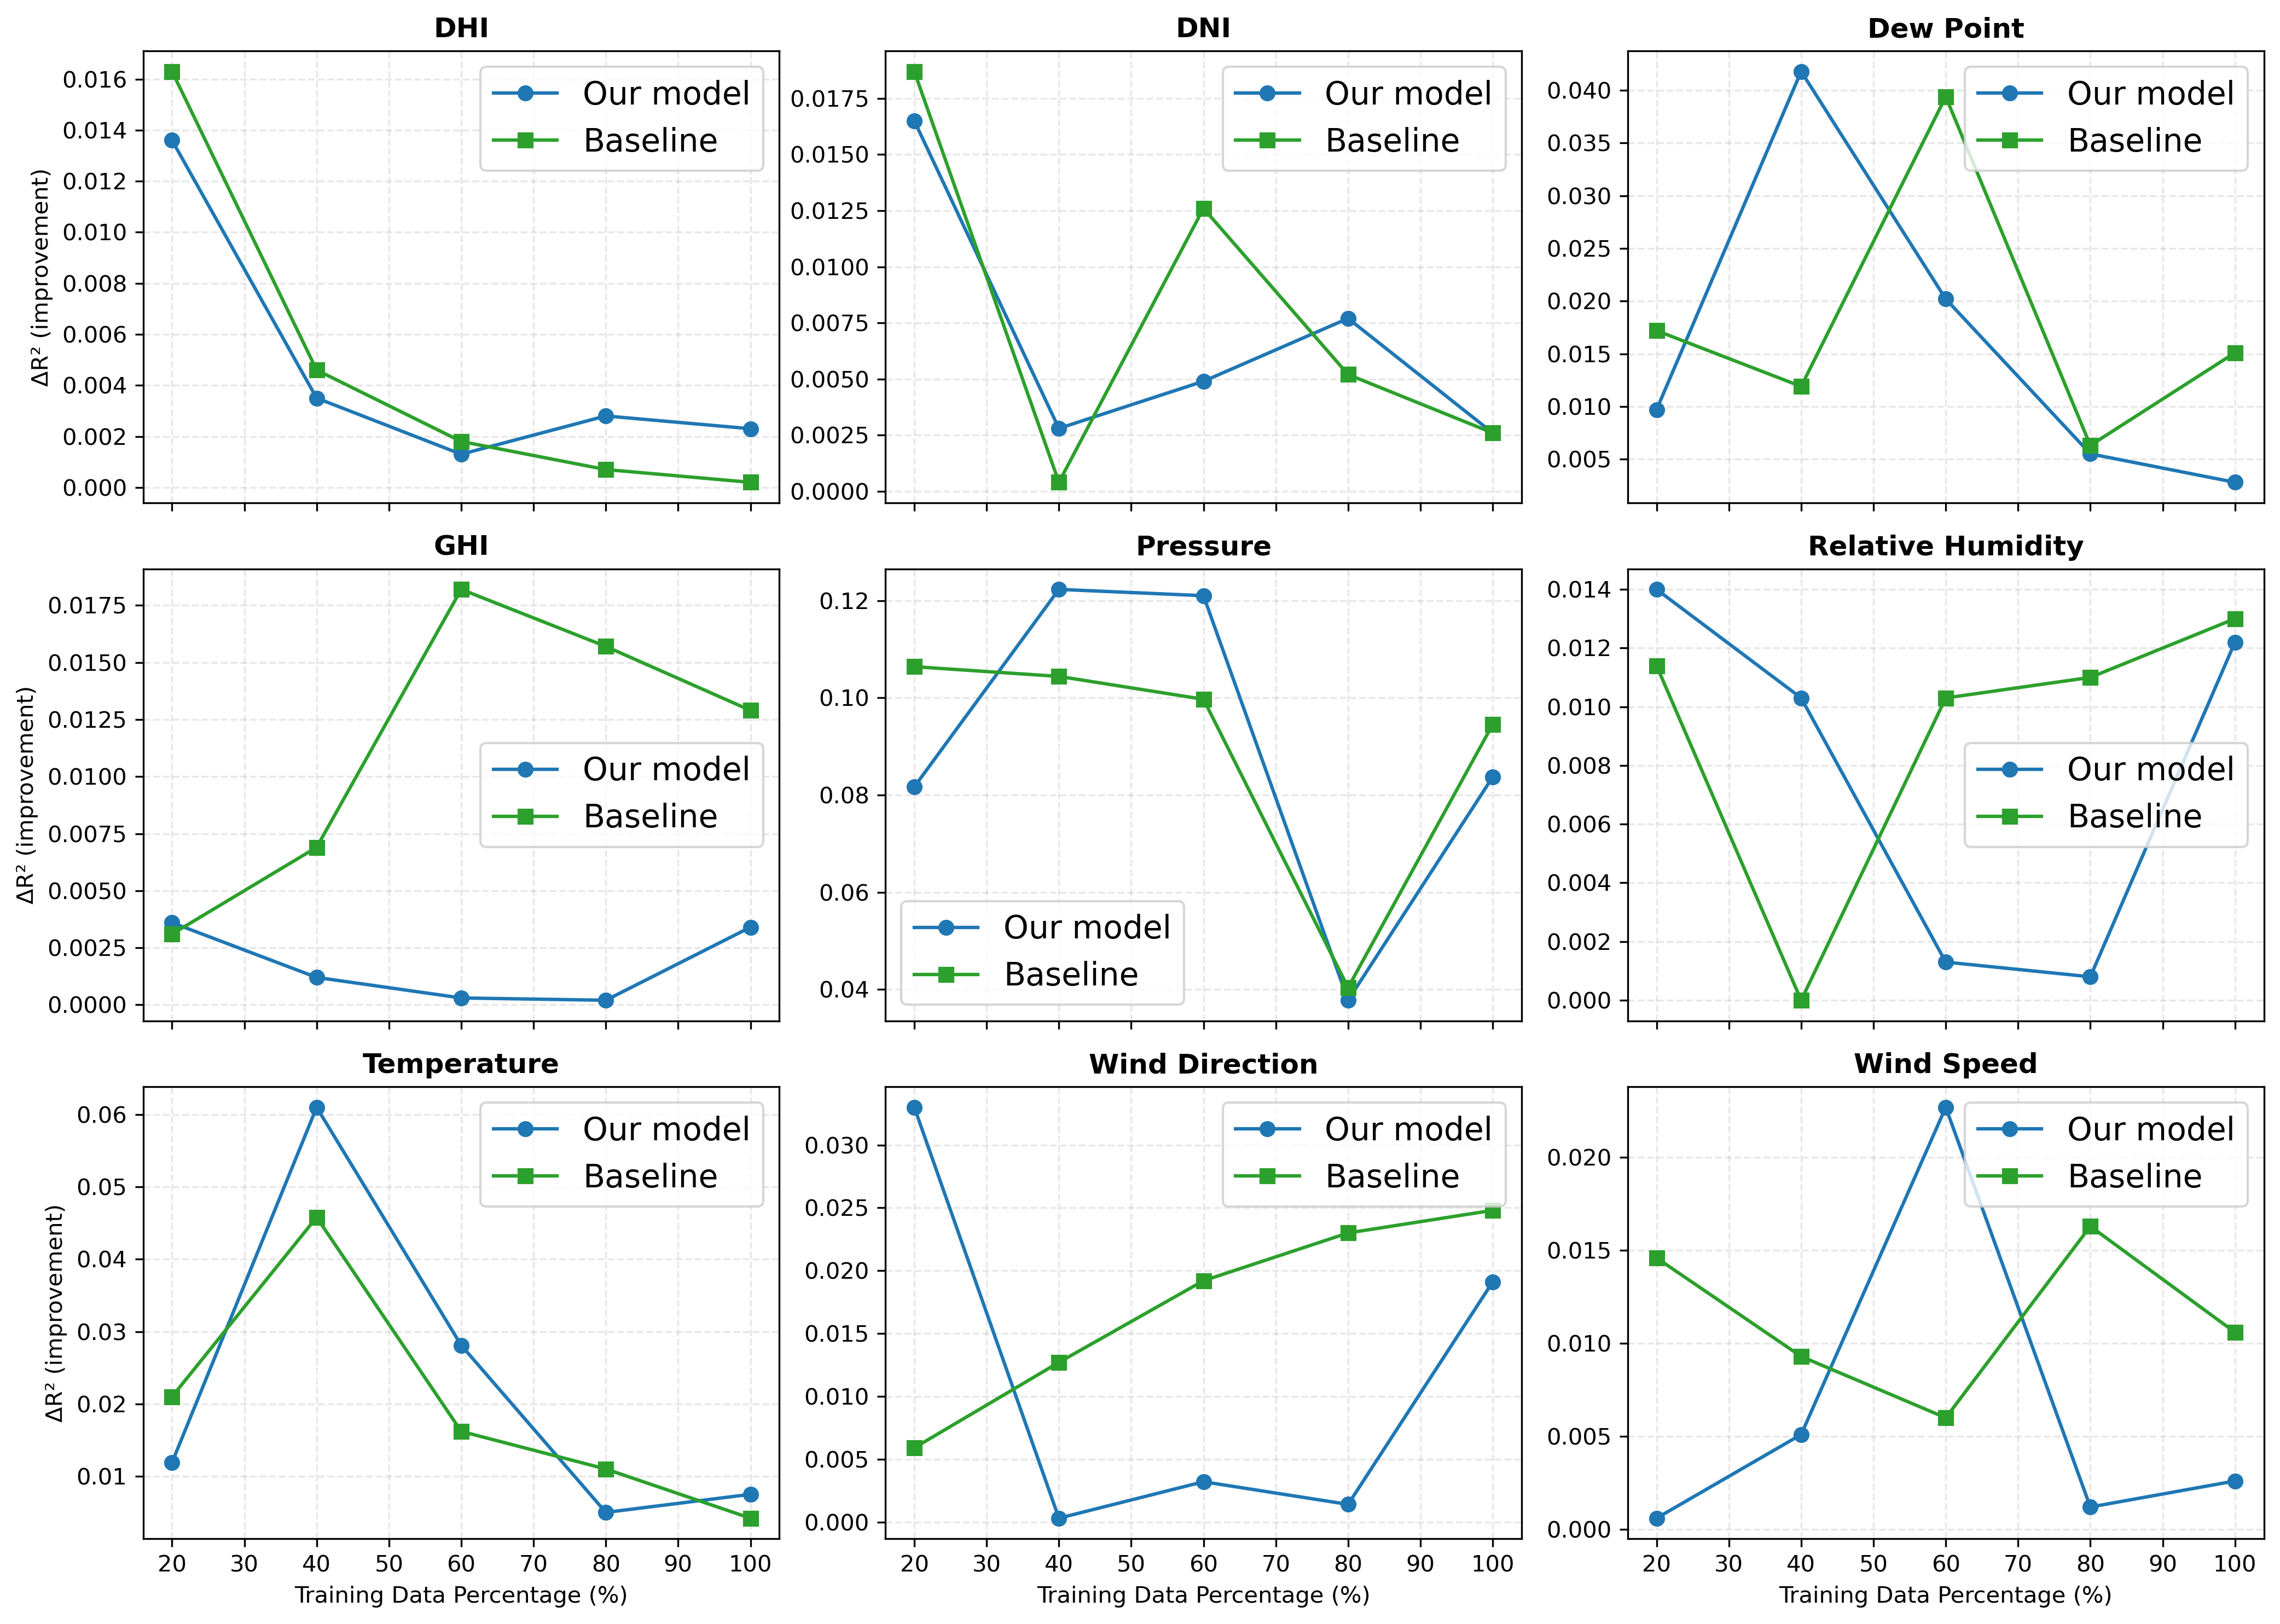 DHI
0.016
0.014
0.012
0.010
0.008
0.006
0.004
0.002
0.000
ΔR² (improvement)
Our model
Baseline
DNI
0.0175
0.0150
0.0125
0.0100
0.0075
0.0050
0.0025
0.0000
Our model
Baseline
Dew Point
0.040
0.035
0.030
0.025
0.020
0.015
0.010
0.005
Our model
Baseline
GHI
0.0175
0.0150
0.0125
0.0100
0.0075
0.0050
0.0025
0.0000
ΔR² (improvement)
Our model
Baseline
Pressure
0.12
0.10
0.08
0.06
0.04
Our model
Baseline
Relative Humidity
0.014
0.012
0.010
0.008
0.006
0.004
0.002
0.000
Our model
Baseline
Temperature
0.06
0.05
0.04
0.03
0.02
0.01
ΔR² (improvement)
Our model
Baseline
20 30 40 50 60 70 80 90 100
Training Data Percentage (%)
Wind Direction
0.030
0.025
0.020
0.015
0.010
0.005
0.000
Our model
Baseline
20 30 40 50 60 70 80 90 100
Training Data Percentage (%)
Wind Speed
0.020
0.015
0.010
0.005
0.000
Our model
Baseline
20 30 40 50 60 70 80 90 100
Training Data Percentage (%)